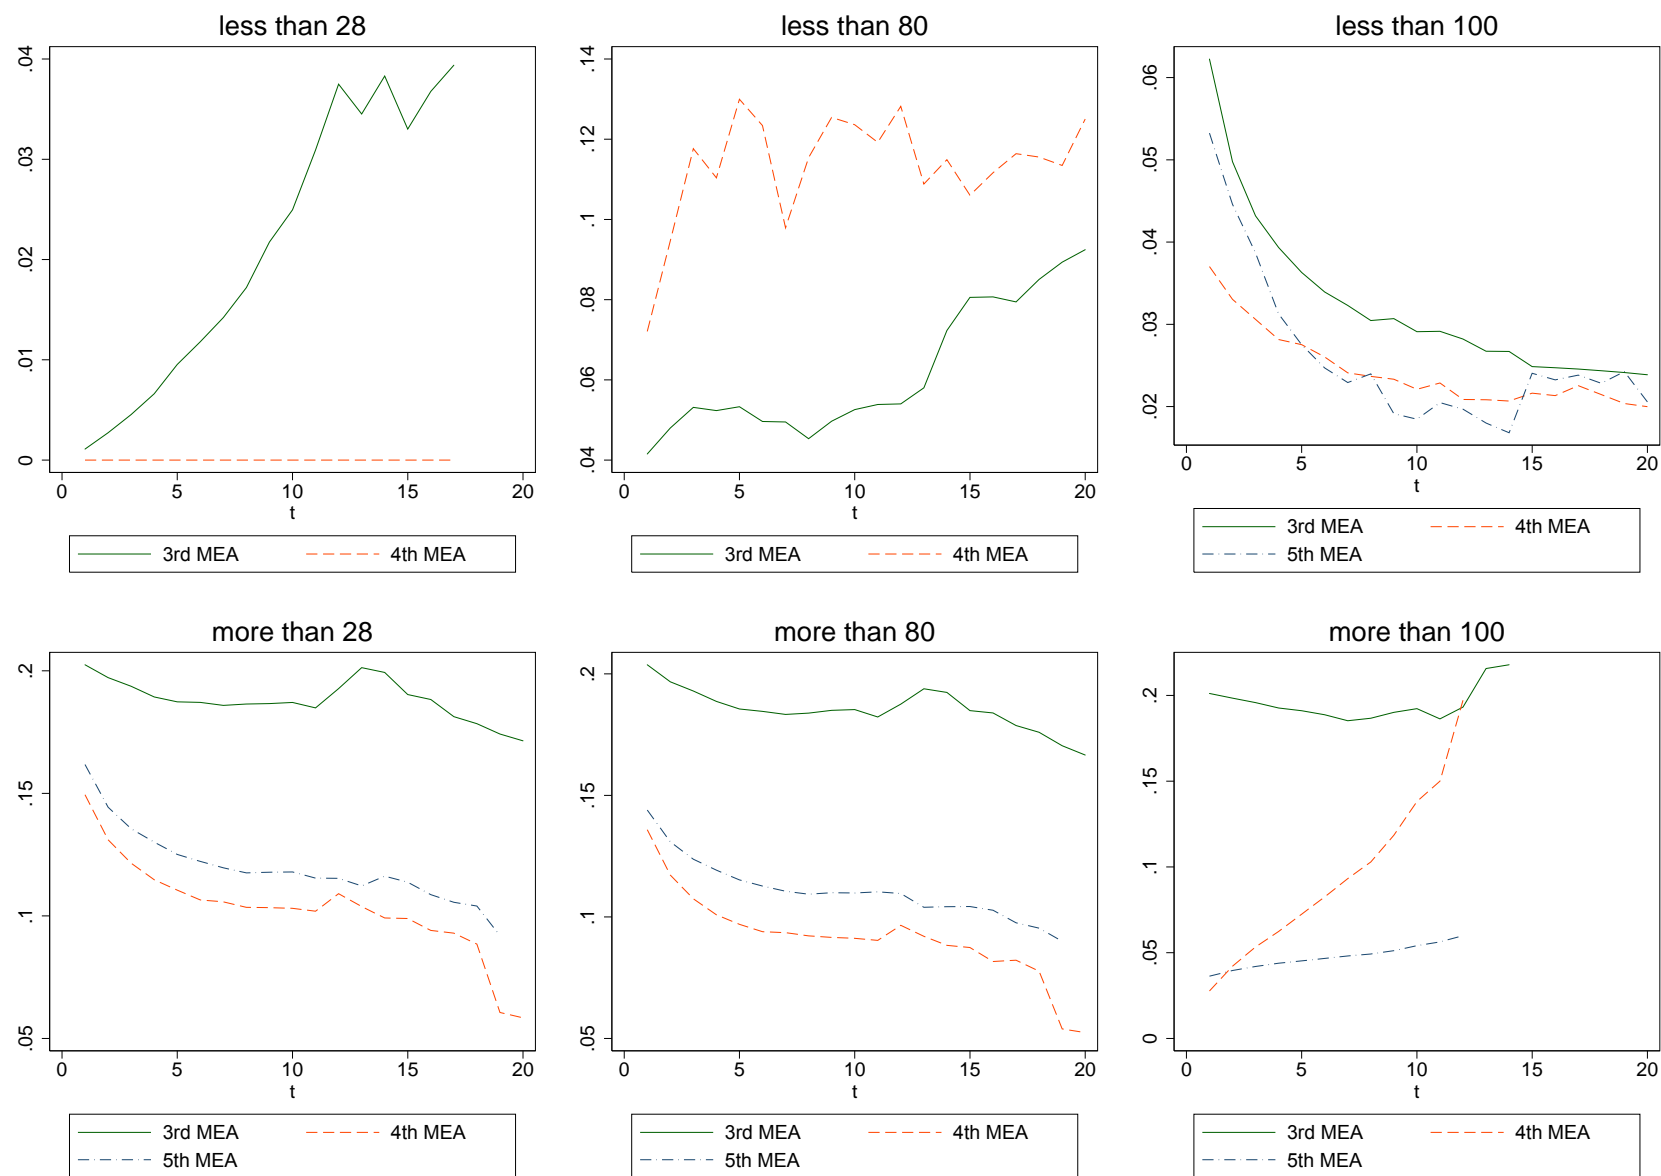 less than 28
.04
.03
.02
.01
0
0 5 10 15 20
t
3rd MEA 4th MEA
less than 80
.14
.12
.1
.08
.06
.04
0 5 10 15 20
t
3rd MEA 4th MEA
less than 100
.06
.05
.04
.03
.02
0 5 10 15 20
t
3rd MEA 4th MEA
5th MEA
more than 28
.2
.15
.1
.05
0 5 10 15 20
t
3rd MEA 4th MEA
5th MEA
more than 80
.2
.15
.1
.05
0 5 10 15 20
t
3rd MEA 4th MEA
5th MEA
more than 100
.2
.15
.1
.05
0
0 5 10 15 20
t
3rd MEA 4th MEA
5th MEA